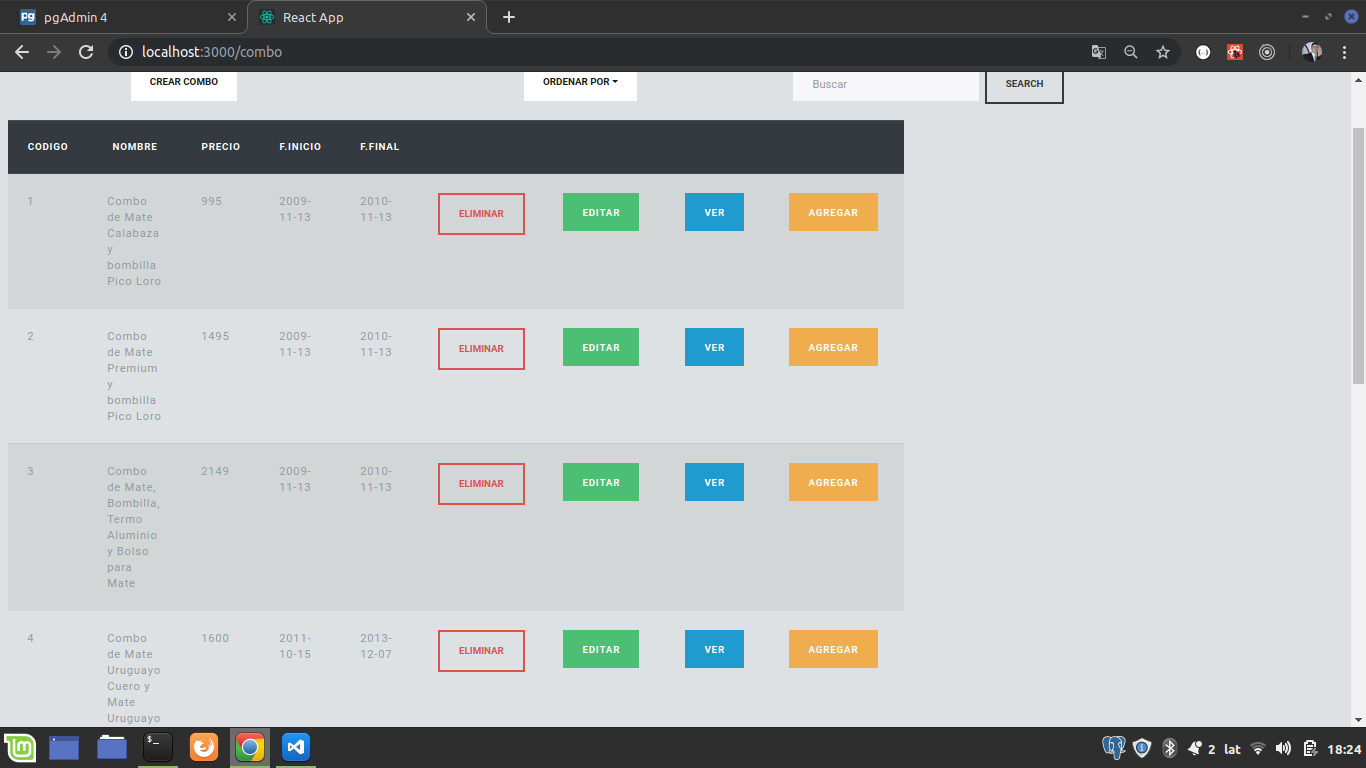 pgAdmin 4
React App
localhost:3000/combo
CREAR COMBO
ORDENAR POR
Buscar
SEARCH
CODIGO NOMBRE PRECIO F.INICIO F.FINAL
1 Combo 995 2009- 2010- ELIMINAR EDITAR VER AGREGAR
de Mate 11-13 11-13
Calabaza
y
bombilla
Pico Loro
2 Combo 1495 2009- 2010- ELIMINAR EDITAR VER AGREGAR
de Mate 11-13 11-13
Premium
y
bombilla
Pico Loro
3 Combo 2149 2009- 2010- ELIMINAR EDITAR VER AGREGAR
de Mate, 11-13 11-13
Bombilla,
Termo
Aluminio
y Bolso
para
Mate
4 Combo 1600 2011- 2013- ELIMINAR EDITAR VER AGREGAR
de Mate 10-15 12-07
Uruguayo
Cuero y
Mate
Uruguayo
2 lat 18:24